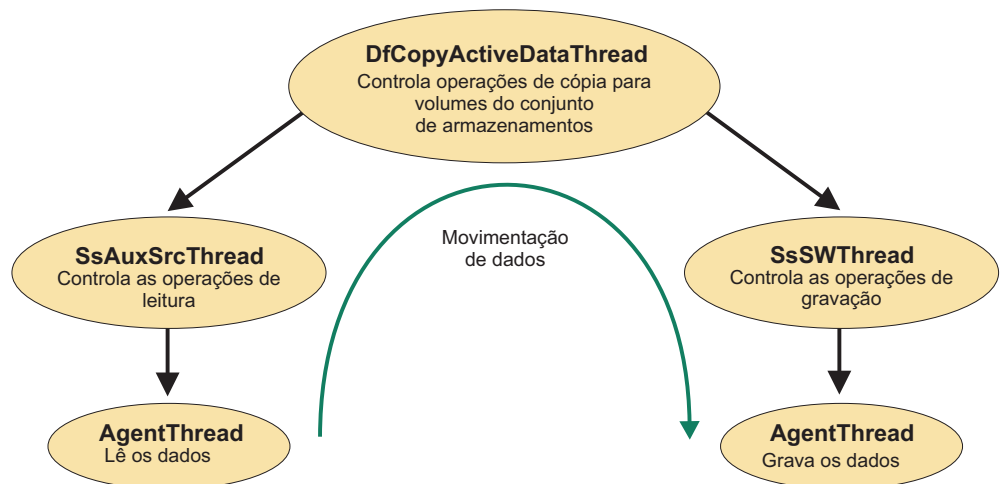 DfCopyActiveDataThread
Controla operações de cópia para
volumes do conjunto
de armazenamentos
SsAuxSrcThread
Controla as operações de
leitura
Movimentação
de dados
SsSWThread
Controla as operações de
gravação
AgentThread
Lê os dados
AgentThread
Grava os dados